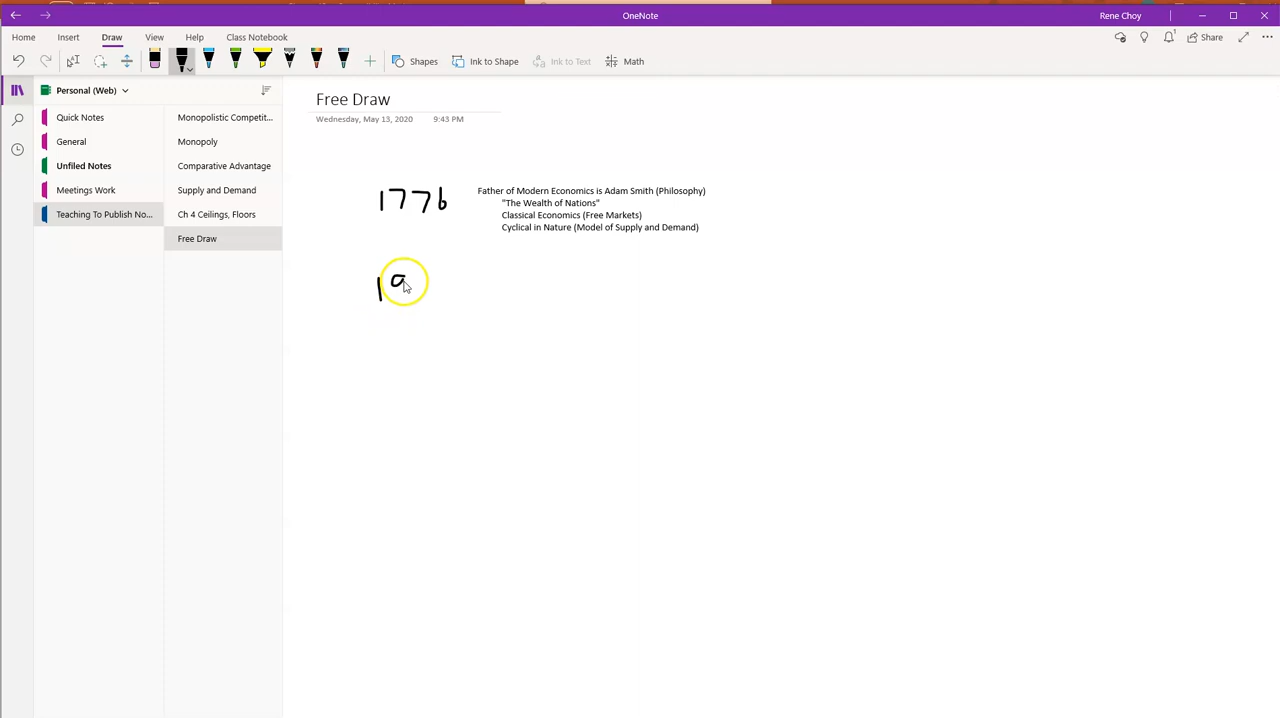 OneNote
Rene Choy
Home Insert Draw View Help Class Notebook
Share
Shapes Ink to Shape Ink to Text Math
Personal (Web)
Quick Notes
General
Unfiled Notes
Meetings Work
Teaching To Publish No...
Monopolistic Competit...
Monopoly
Comparative Advantage
Supply and Demand
Ch 4 Ceilings, Floors
Free Draw
Free Draw
Wednesday, May 13, 2020 9:43 PM
1776
Father of Modern Economics is Adam Smith (Philosophy)
"The Wealth of Nations"
Classical Economics (Free Markets)
Cyclical in Nature (Model of Supply and Demand)
19